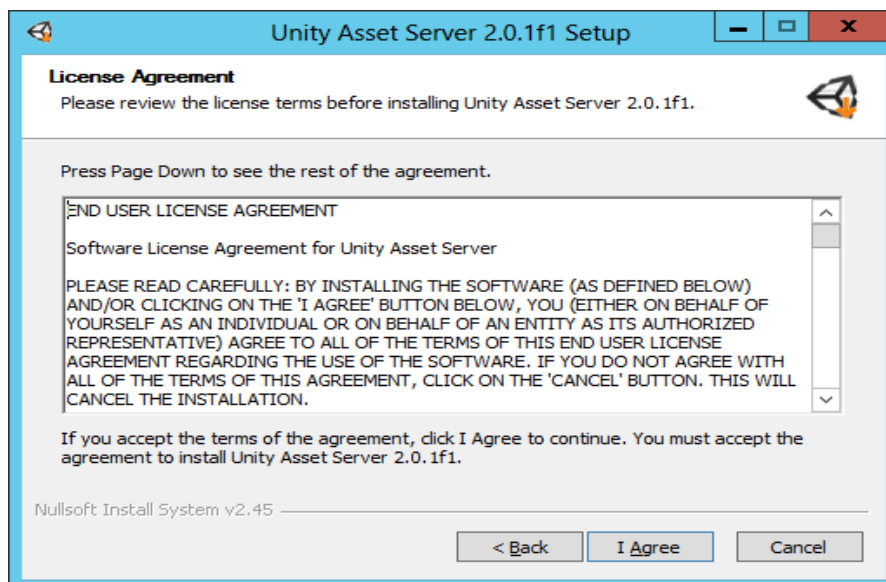 Unity Asset Server 2.0.1f1 Setup
License Agreement
Please review the license terms before installing Unity Asset Server 2.0.1f1.
Press Page Down to see the rest of the agreement.
END USER LICENSE AGREEMENT
Software License Agreement for Unity Asset Server
PLEASE READ CAREFULLY: BY INSTALLING THE SOFTWARE (AS DEFINED BELOW)
AND/OR CLICKING ON THE 'I AGREE' BUTTON BELOW, YOU (EITHER ON BEHALF OF
YOURSELF AS AN INDIVIDUAL OR ON BEHALF OF AN ENTITY AS ITS AUTHORIZED
REPRESENTATIVE) AGREE TO ALL OF THE TERMS OF THIS END USER LICENSE
AGREEMENT REGARDING THE USE OF THE SOFTWARE. IF YOU DO NOT AGREE WITH
ALL OF THE TERMS OF THIS AGREEMENT, CLICK ON THE 'CANCEL' BUTTON. THIS WILL
CANCEL THE INSTALLATION.
If you accept the terms of the agreement, click I Agree to continue. You must accept the
agreement to install Unity Asset Server 2.0.1f1.
Nullsoft Install System v2.45
< Back
I Agree
Cancel